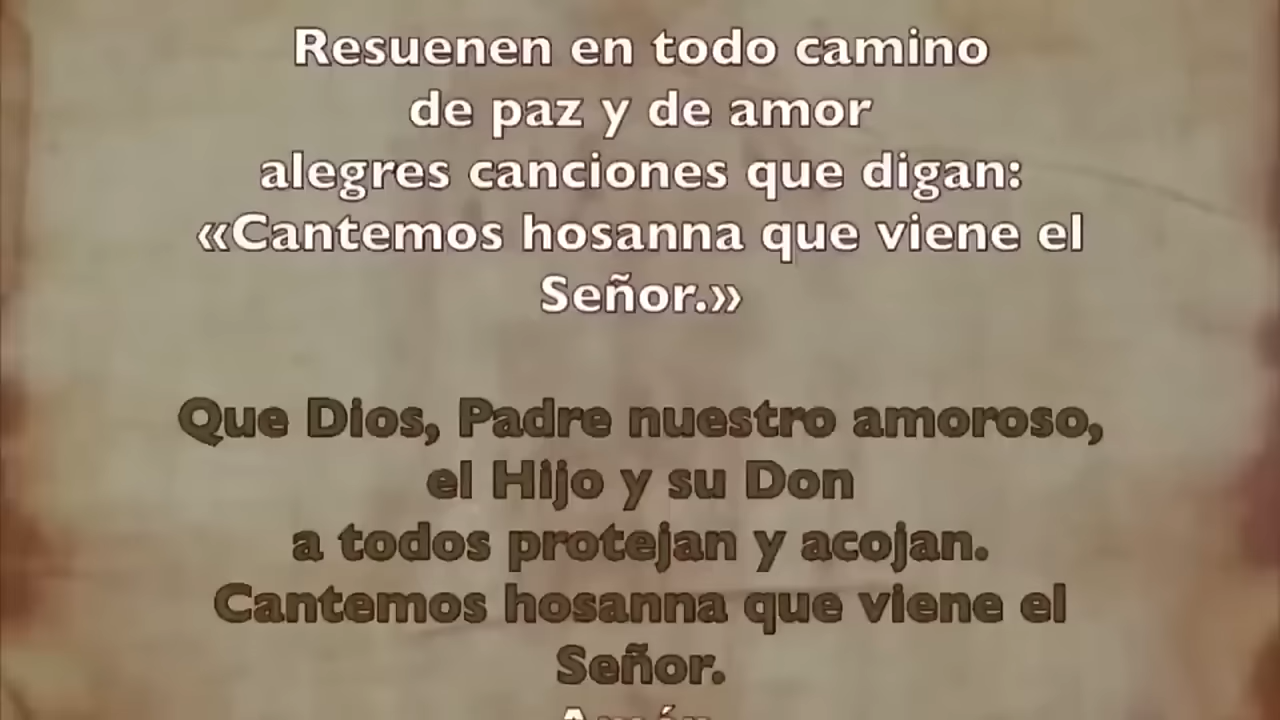 Resuenen en todo camino
de paz y de amor
alegres canciones que digan:
«Cantemos hosanna que viene el
Señor.»
Que Dios, Padre nuestro amoroso,
el Hijo y su Don
a todos protejan y acojan.
Cantemos hosanna que viene el
Señor.